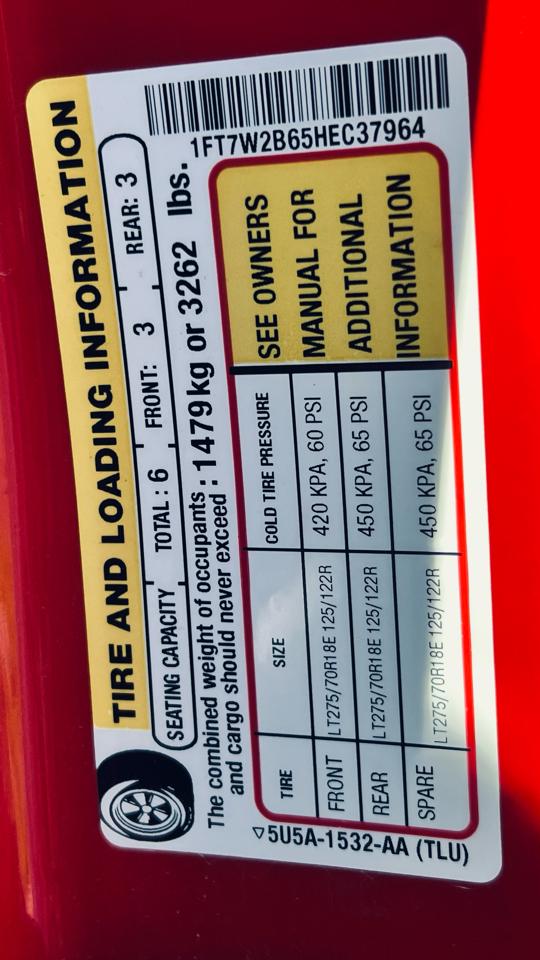 TIRE AND LOADING INFORMATION
SEATING CAPACITY TOTAL : 6 FRONT: 3 REAR: 3
The combined weight of occupants
and cargo should never exceed : 1479 kg or 3262 lbs.
TIRE SIZE COLD TIRE PRESSURE
FRONT LT275/70R18E 125/122R 420 KPA, 60 PSI
REAR LT275/70R18E 125/122R 450 KPA, 65 PSI
SPARE LT275/70R18E 125/122R 450 KPA, 65 PSI
SEE OWNERS
MANUAL FOR
ADDITIONAL
INFORMATION
1FT7W2B65HEC37964
▽5U5A-1532-AA (TLU)